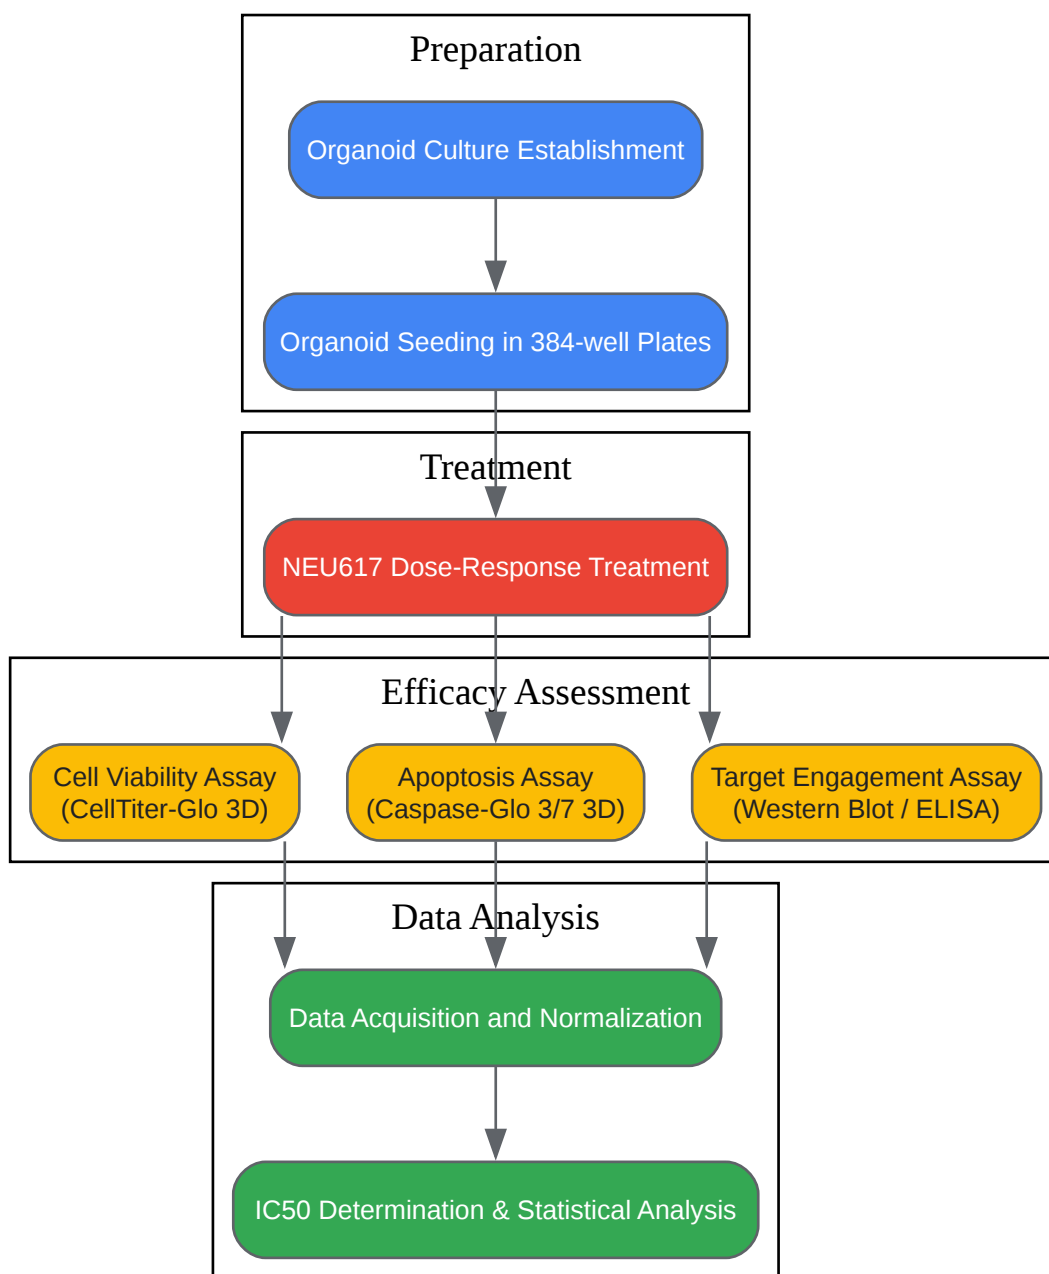 Preparation
Organoid Culture Establishment
Organoid Seeding in 384-well Plates
Treatment
NEU617 Dose-Response Treatment
Efficacy Assessment
Cell Viability Assay
(CellTiter-Glo 3D)
Apoptosis Assay
(Caspase-Glo 3/7 3D)
Target Engagement Assay
(Western Blot / ELISA)
Data Analysis
Data Acquisition and Normalization
IC50 Determination & Statistical Analysis